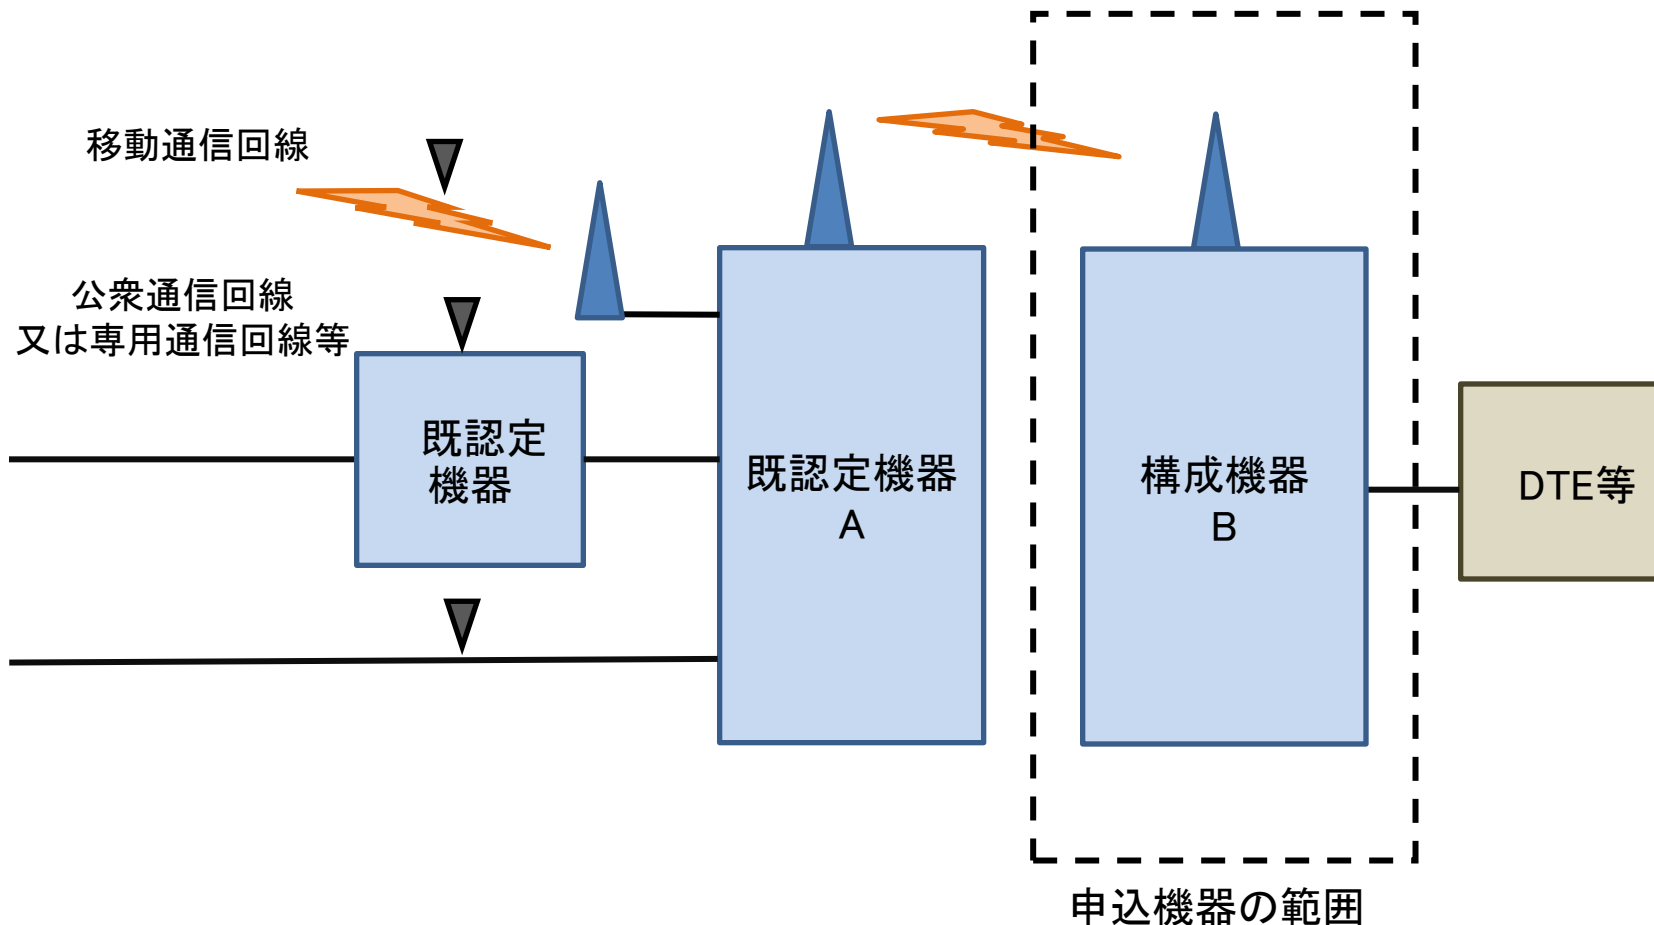 移動通信回線
公衆通信回線
又は専用通信回線等
既認定
機器
既認定機器
A
構成機器
B
DTE等
申込機器の範囲